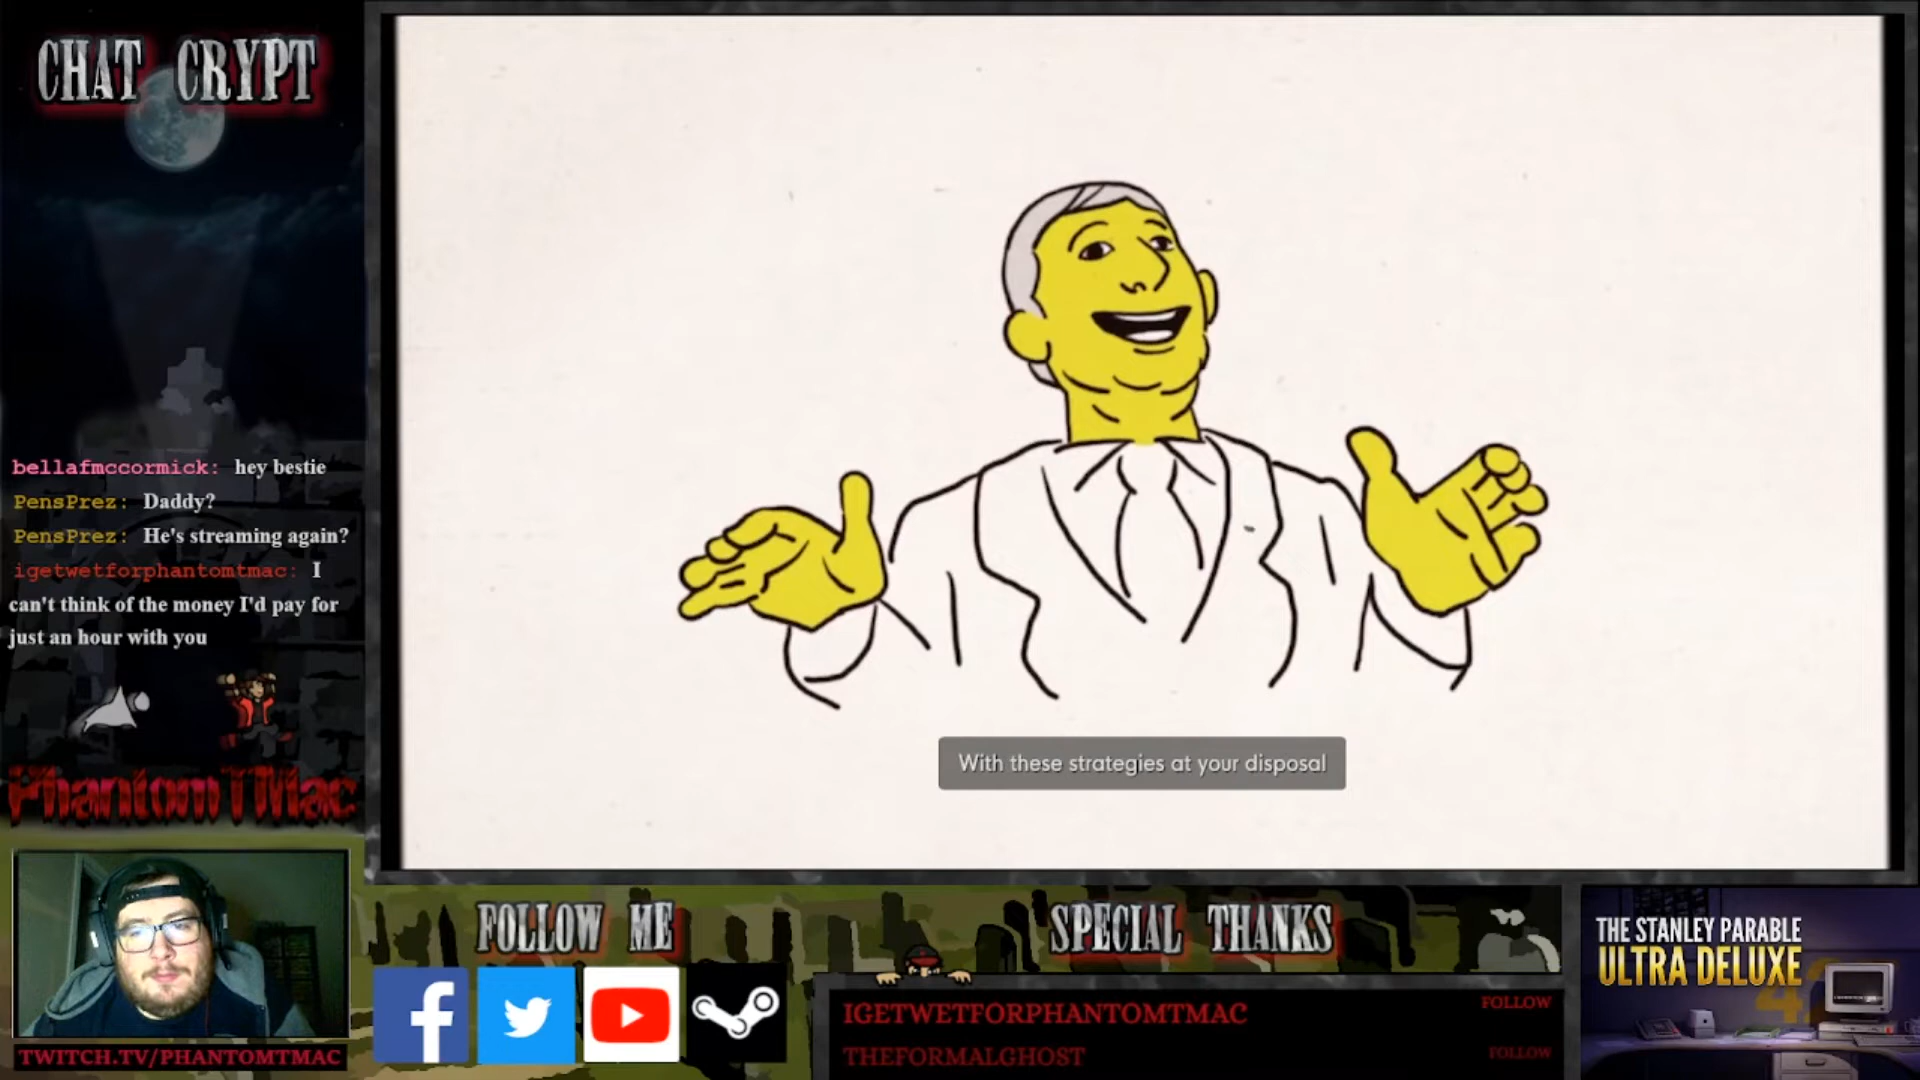 CHAT CRYPT
bellafmccormick: hey bestie
PensPrez: Daddy?
PensPrez: He's streaming again?
igetwetforphantomtmac: I
can't think of the money I'd pay for
just an hour with you
PhantomTMac
TWITCH.TV/PHANTOMTMAC
With these strategies at your disposal
FOLLOW ME
SPECIAL THANKS
IGETWETFORPHANTOMTMAC FOLLOW
THEFORMALGHOST FOLLOW
THE STANLEY PARABLE
ULTRA DELUXE